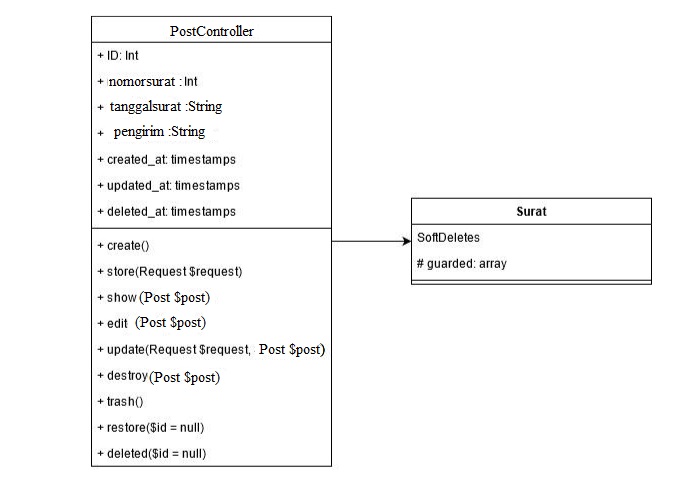 PostController
+ ID: Int
+ nomorsurat : Int
+ tanggalsurat :String
+ pengirim :String
+ created_at: timestamps
+ updated_at: timestamps
+ deleted_at: timestamps
+ create()
+ store(Request $request)
+ show (Post $post)
+ edit (Post $post)
+ update(Request $request, Post $post)
+ destroy (Post $post)
+ trash()
+ restore($id = null)
+ deleted($id = null)
Surat
SoftDeletes
# guarded: array